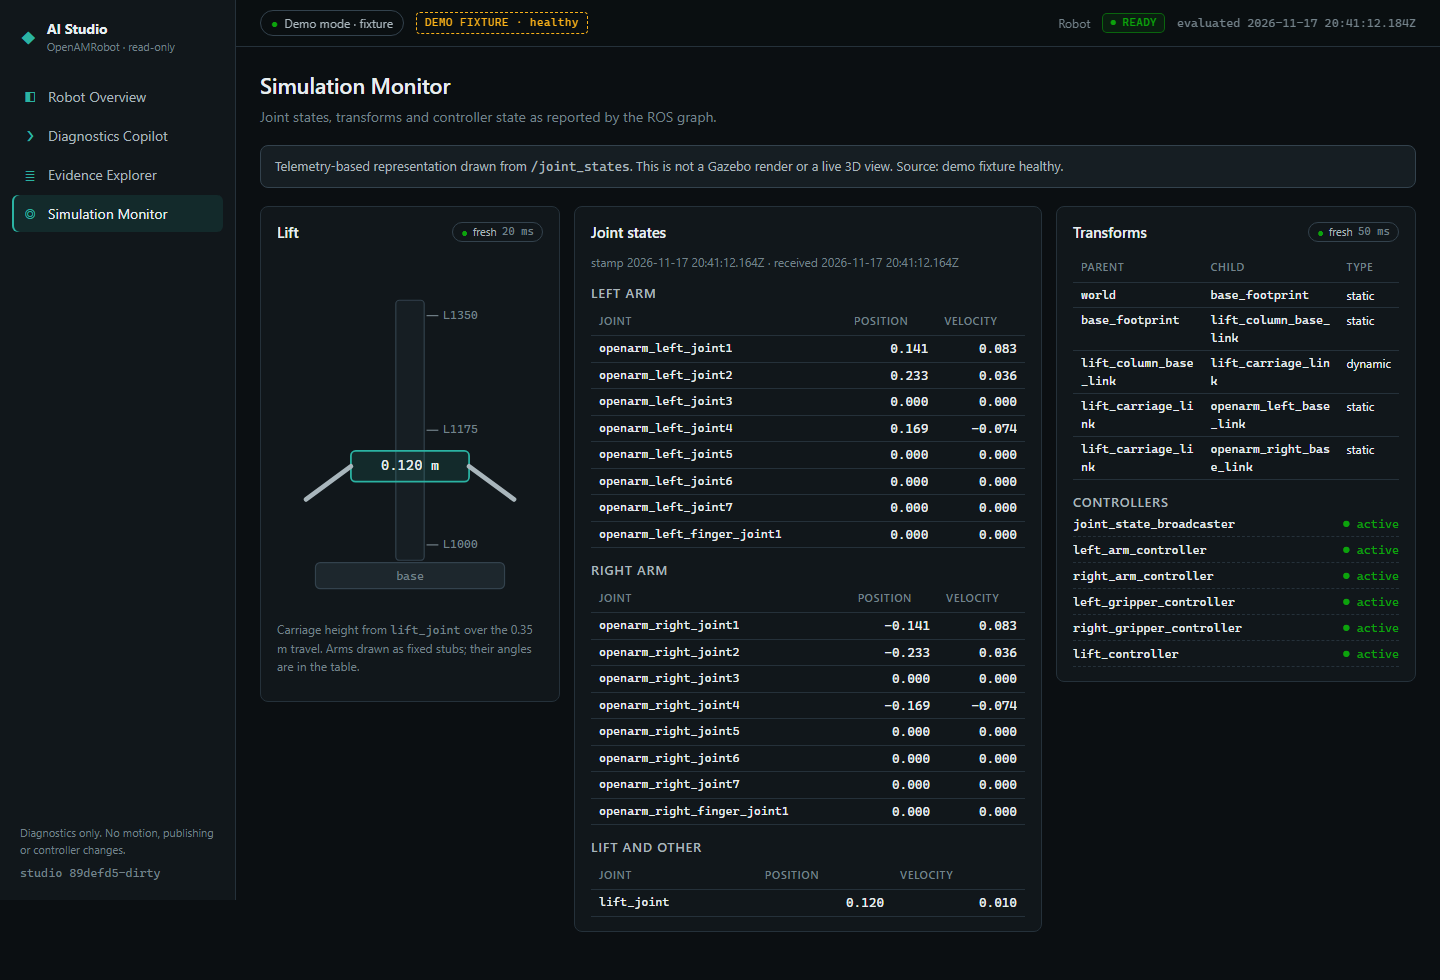 AI Studio
OpenAMRobot · read-only
Robot Overview
Diagnostics Copilot
Evidence Explorer
Simulation Monitor
Diagnostics only. No motion, publishing
or controller changes.
studio 89defd5-dirty
Demo mode · fixture
DEMO FIXTURE · healthy
Robot
READY
evaluated 2026-11-17 20:41:12.184Z
Simulation Monitor
Joint states, transforms and controller state as reported by the ROS graph.
Telemetry-based representation drawn from /joint_states. This is not a Gazebo render or a live 3D view. Source: demo fixture healthy.
Lift
fresh 20 ms
L1350
L1175
0.120 m
L1000
base
Carriage height from lift_joint over the 0.35
m travel. Arms drawn as fixed stubs; their angles
are in the table.
Joint states
stamp 2026-11-17 20:41:12.164Z · received 2026-11-17 20:41:12.164Z
LEFT ARM
JOINT POSITION VELOCITY
openarm_left_joint1 0.141 0.083
openarm_left_joint2 0.233 0.036
openarm_left_joint3 0.000 0.000
openarm_left_joint4 0.169 −0.074
openarm_left_joint5 0.000 0.000
openarm_left_joint6 0.000 0.000
openarm_left_joint7 0.000 0.000
openarm_left_finger_joint1 0.000 0.000
RIGHT ARM
JOINT POSITION VELOCITY
openarm_right_joint1 −0.141 0.083
openarm_right_joint2 −0.233 0.036
openarm_right_joint3 0.000 0.000
openarm_right_joint4 −0.169 −0.074
openarm_right_joint5 0.000 0.000
openarm_right_joint6 0.000 0.000
openarm_right_joint7 0.000 0.000
openarm_right_finger_joint1 0.000 0.000
LIFT AND OTHER
JOINT POSITION VELOCITY
lift_joint 0.120 0.010
Transforms
fresh 50 ms
PARENT CHILD TYPE
world base_footprint static
base_footprint lift_column_base_ static
link
lift_column_base lift_carriage_lin dynamic
_link k
lift_carriage_li openarm_left_base static
nk _link
lift_carriage_li openarm_right_bas static
nk e_link
CONTROLLERS
joint_state_broadcaster active
left_arm_controller active
right_arm_controller active
left_gripper_controller active
right_gripper_controller active
lift_controller active